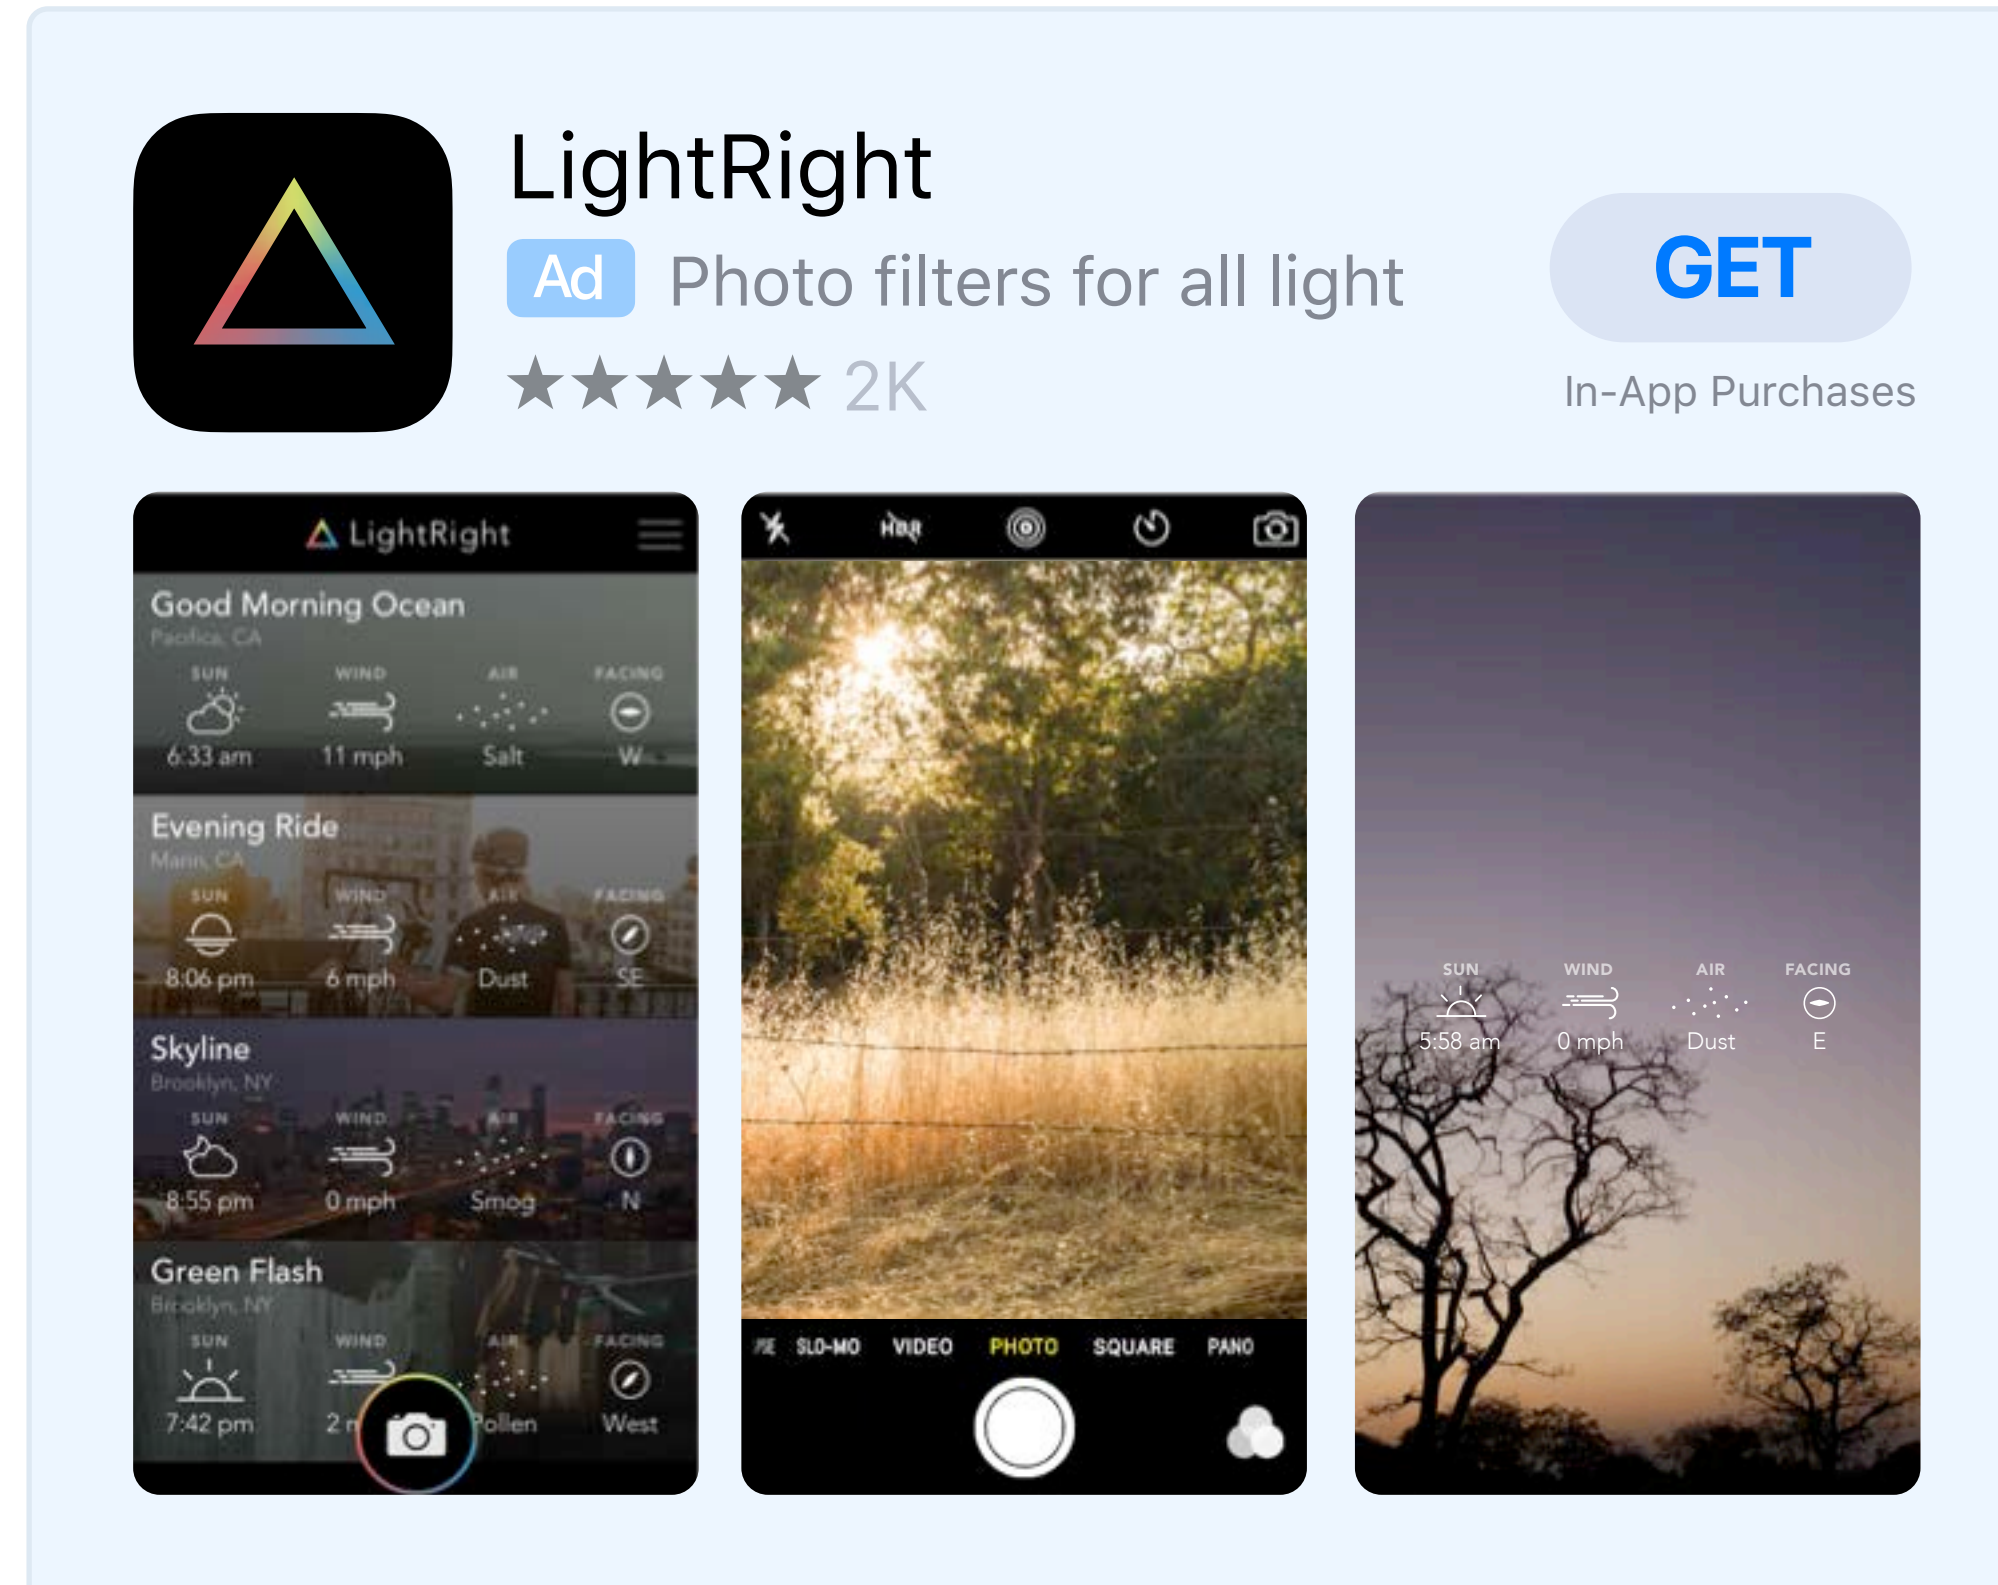 LightRight
Ad Photo filters for all light
2K
GET
In-App Purchases
LightRight
Good Morning Ocean
Pacifica, CA
SUN WIND AIR FACING
6:33 am 11 mph Salt W
Evening Ride
Marin, CA
SUN WIND AIR FACING
8:06 pm 6 mph Dust SE
Skyline
Brooklyn, NY
SUN WIND AIR FACING
8:55 pm 0 mph Smog N
Green Flash
Brooklyn, NY
SUN WIND AIR FACING
7:42 pm 2 Pollen West
HDR
SLO-MO VIDEO PHOTO SQUARE PANO
SUN WIND AIR FACING
5:58 am 0 mph Dust E